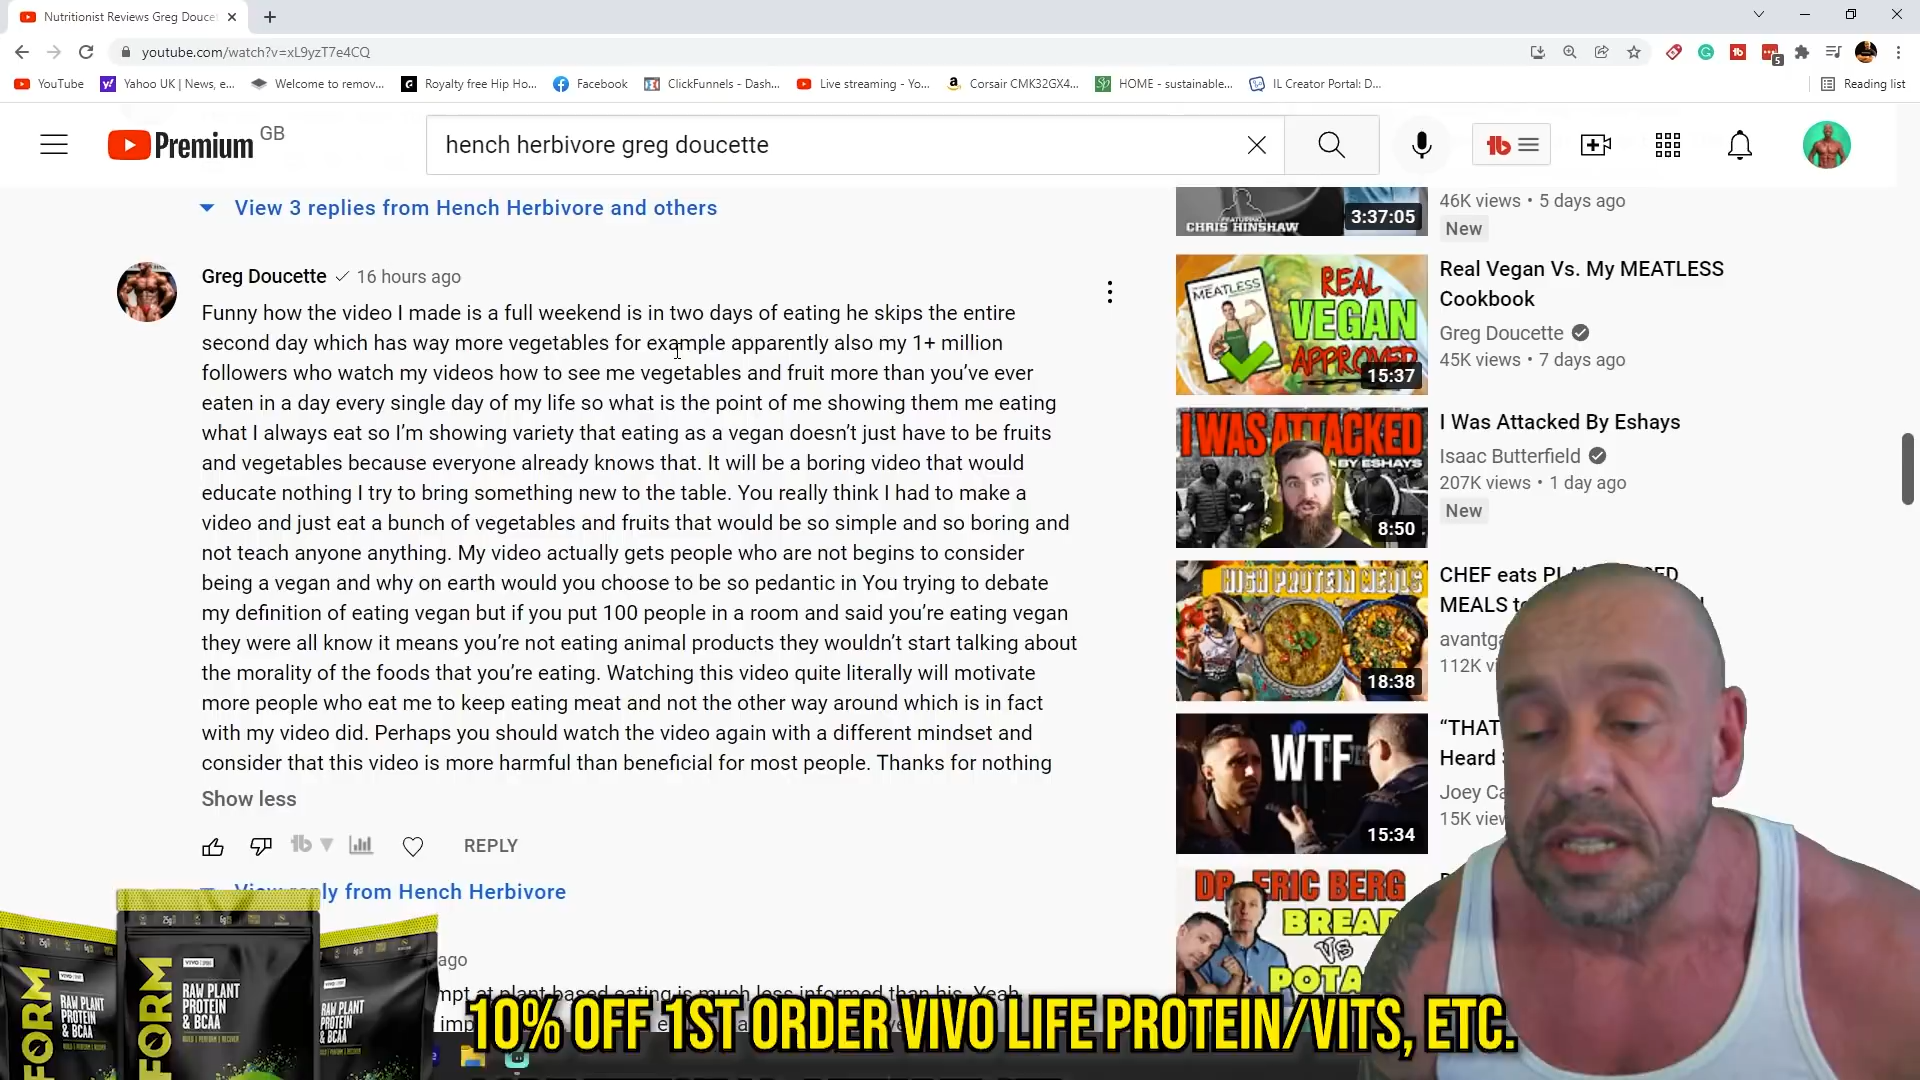 Nutritionist Reviews Greg Doucet
youtube.com/watch?v=xL9yzT7e4CQ
5
YouTube
Yahoo UK | News, e...
Welcome to remov...
Royalty free Hip Ho...
Facebook
ClickFunnels - Dash...
Live streaming - Yo...
Corsair CMK32GX4...
HOME - sustainable...
IL Creator Portal: D...
Reading list
Premium GB
hench herbivore greg doucette
View 3 replies from Hench Herbivore and others
Greg Doucette 16 hours ago
Funny how the video I made is a full weekend is in two days of eating he skips the entire
second day which has way more vegetables for example apparently also my 1+ million
followers who watch my videos how to see me vegetables and fruit more than you've ever
eaten in a day every single day of my life so what is the point of me showing them me eating
what I always eat so I'm showing variety that eating as a vegan doesn't just have to be fruits
and vegetables because everyone already knows that. It will be a boring video that would
educate nothing I try to bring something new to the table. You really think I had to make a
video and just eat a bunch of vegetables and fruits that would be so simple and so boring and
not teach anyone anything. My video actually gets people who are not begins to consider
being a vegan and why on earth would you choose to be so pedantic in You trying to debate
my definition of eating vegan but if you put 100 people in a room and said you're eating vegan
they were all know it means you're not eating animal products they wouldn't start talking about
the morality of the foods that you're eating. Watching this video quite literally will motivate
more people who eat me to keep eating meat and not the other way around which is in fact
with my video did. Perhaps you should watch the video again with a different mindset and
consider that this video is more harmful than beneficial for most people. Thanks for nothing
Show less
REPLY
reply from Hench Herbivore
ago
plant based eating is much less informed than his. Yeah
FEATURING
CHRIS HINSHAW
3:37:05
46K views • 5 days ago
New
MEATLESS
REAL
VEGAN
APPROVED
15:37
Real Vegan Vs. My MEATLESS
Cookbook
Greg Doucette
45K views • 7 days ago
I WAS ATTACKED
BY ESHAYS
8:50
I Was Attacked By Eshays
Isaac Butterfield
207K views • 1 day ago
New
HIGH PROTEIN MEALS
18:38
CHEF eats
MEALS
112K
WTF
15:34
"THAT
Heard
Joey
15K
DR. ERIC BERG
BREAD
VS
FORM
VIVO LIFE
RAW PLANT
PROTEIN
& BCAA
10% OFF 1ST ORDER VIVO LIFE PROTEIN/VITS, ETC.